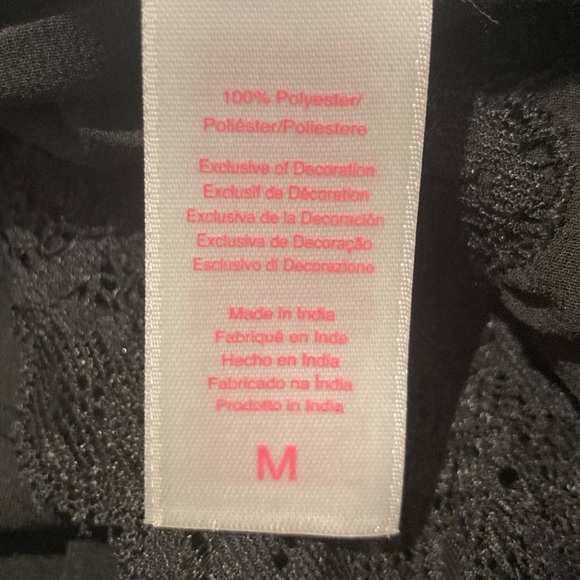 100% Polyester/
Poliéster/Poliestere
Exclusive of Decoration
Exclusif de Décoration
Exclusiva de la Decoración
Exclusiva de Decoração
Esclusivo di Decorazione
Made in India
Fabriqué en Inde
Hecho en India
Fabricado na Índia
Prodotto in India
M